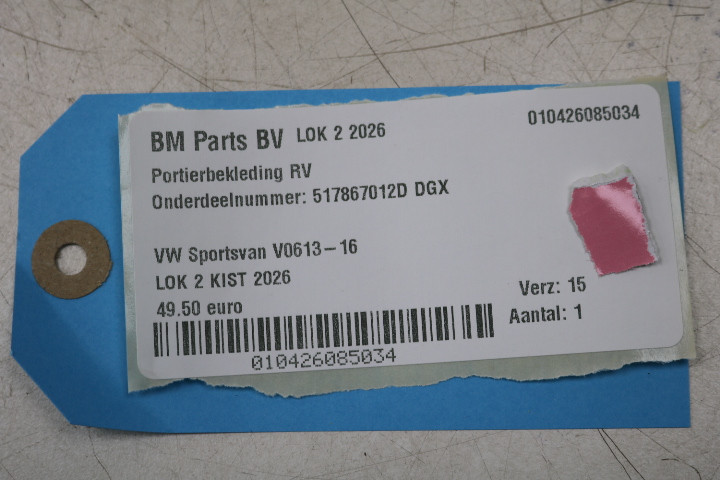 BM Parts BV LOK 2 2026 010426085034
Portierbekleding RV
Onderdeelnummer: 517867012D DGX
VW Sportsvan V0613-16
LOK 2 KIST 2026
Verz: 15
49.50 euro
Aantal: 1
010426085034